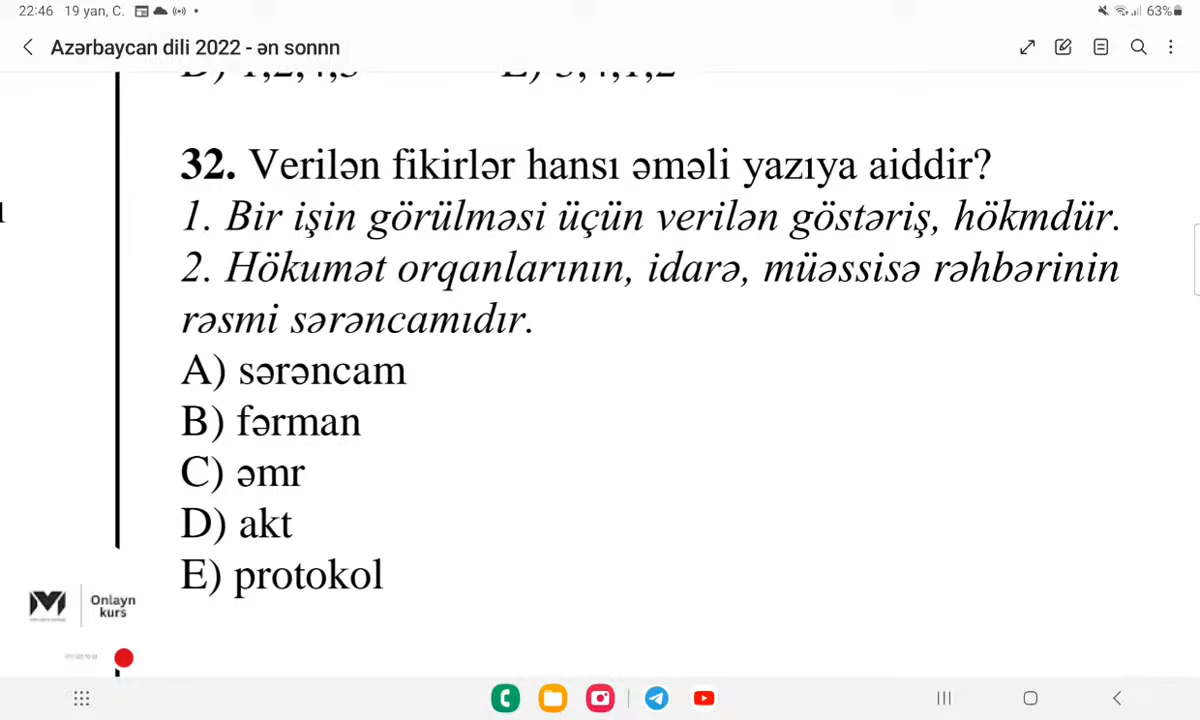 22:46 19 yan, C. 63%
Azərbaycan dili 2022 - ən sonnn
32. Verilən fikirlər hansı əməli yazıya aiddir?
1. Bir işin görülməsi üçün verilən göstəriş, hökmdür.
2. Hökumət orqanlarının, idarə, müəssisə rəhbərinin
rəsmi sərəncamıdır.
A) sərəncam
B) fərman
C) əmr
D) akt
E) protokol
Onlayn
kurs